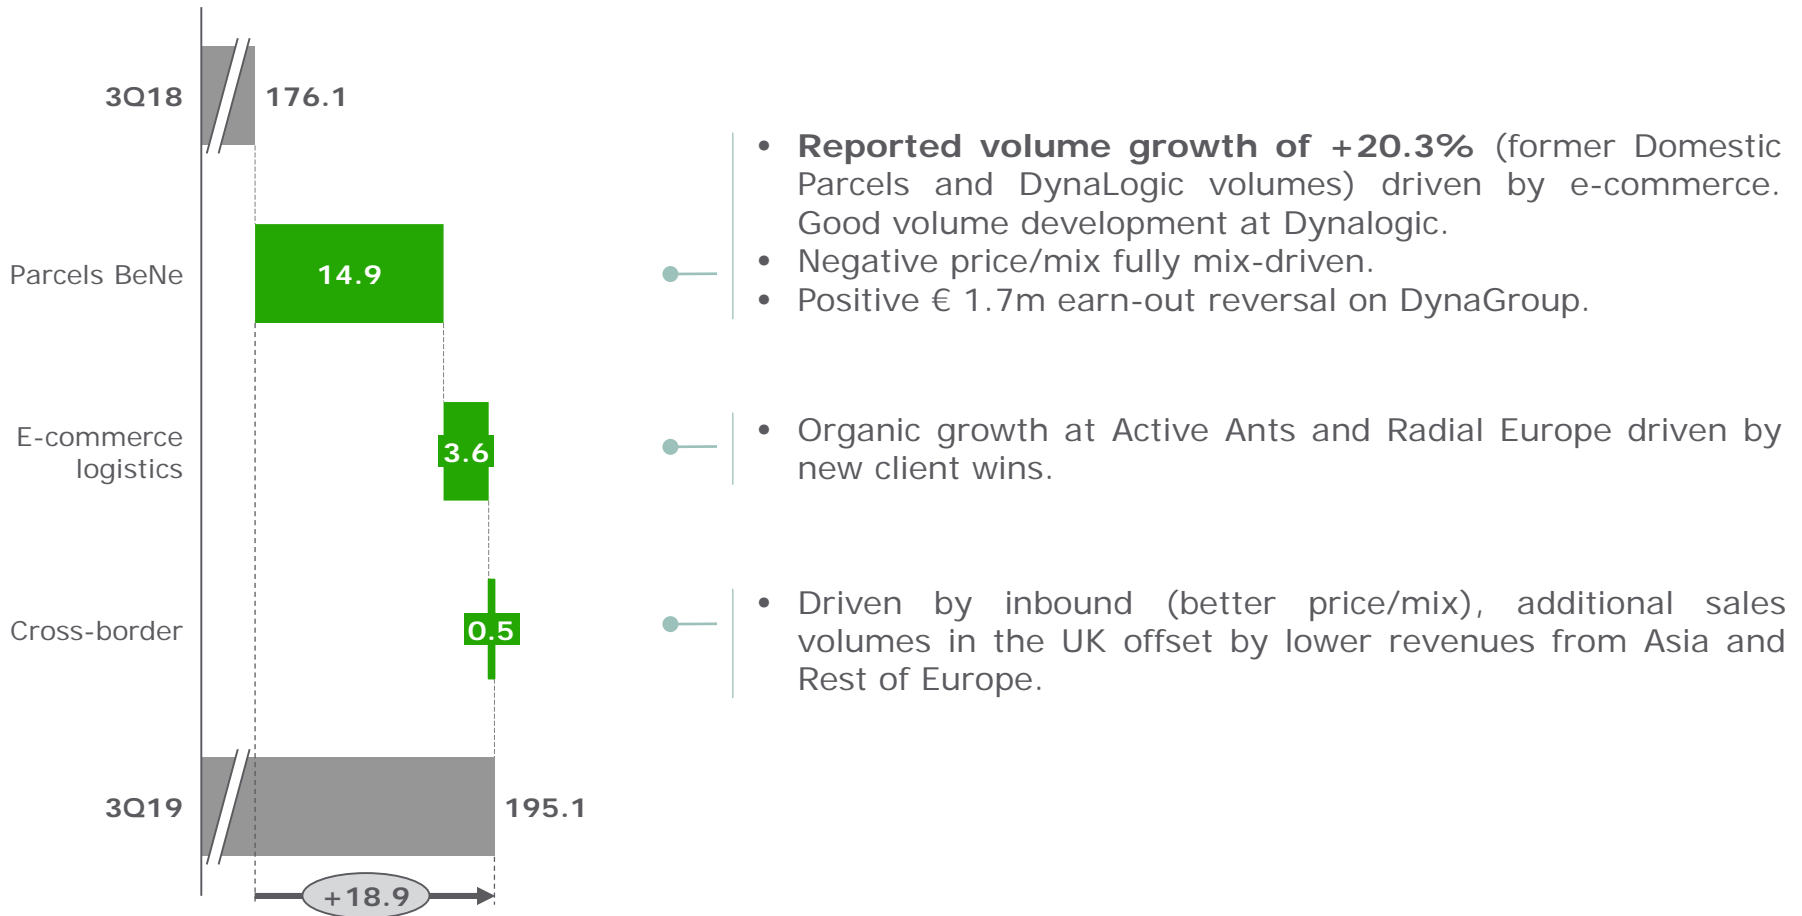 3Q18
176.1
Parcels BeNe
14.9
• Reported volume growth of +20.3% (former Domestic
Parcels and DynaLogic volumes) driven by e-commerce.
Good volume development at Dynalogic.
• Negative price/mix fully mix-driven.
• Positive € 1.7m earn-out reversal on DynaGroup.
E-commerce
logistics
3.6
• Organic growth at Active Ants and Radial Europe driven by
new client wins.
Cross-border
0.5
• Driven by inbound (better price/mix), additional sales
volumes in the UK offset by lower revenues from Asia and
Rest of Europe.
3Q19
195.1
+18.9